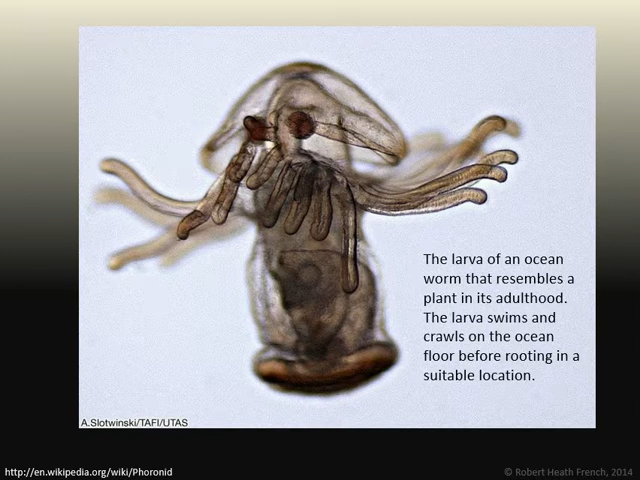 The larva of an ocean
worm that resembles a
plant in its adulthood.
The larva swims and
crawls on the ocean
floor before rooting in a
suitable location.
A.Slotwinski/TAFI/UTAS
http://en.wikipedia.org/wiki/Phoronid
© Robert Heath French, 2014